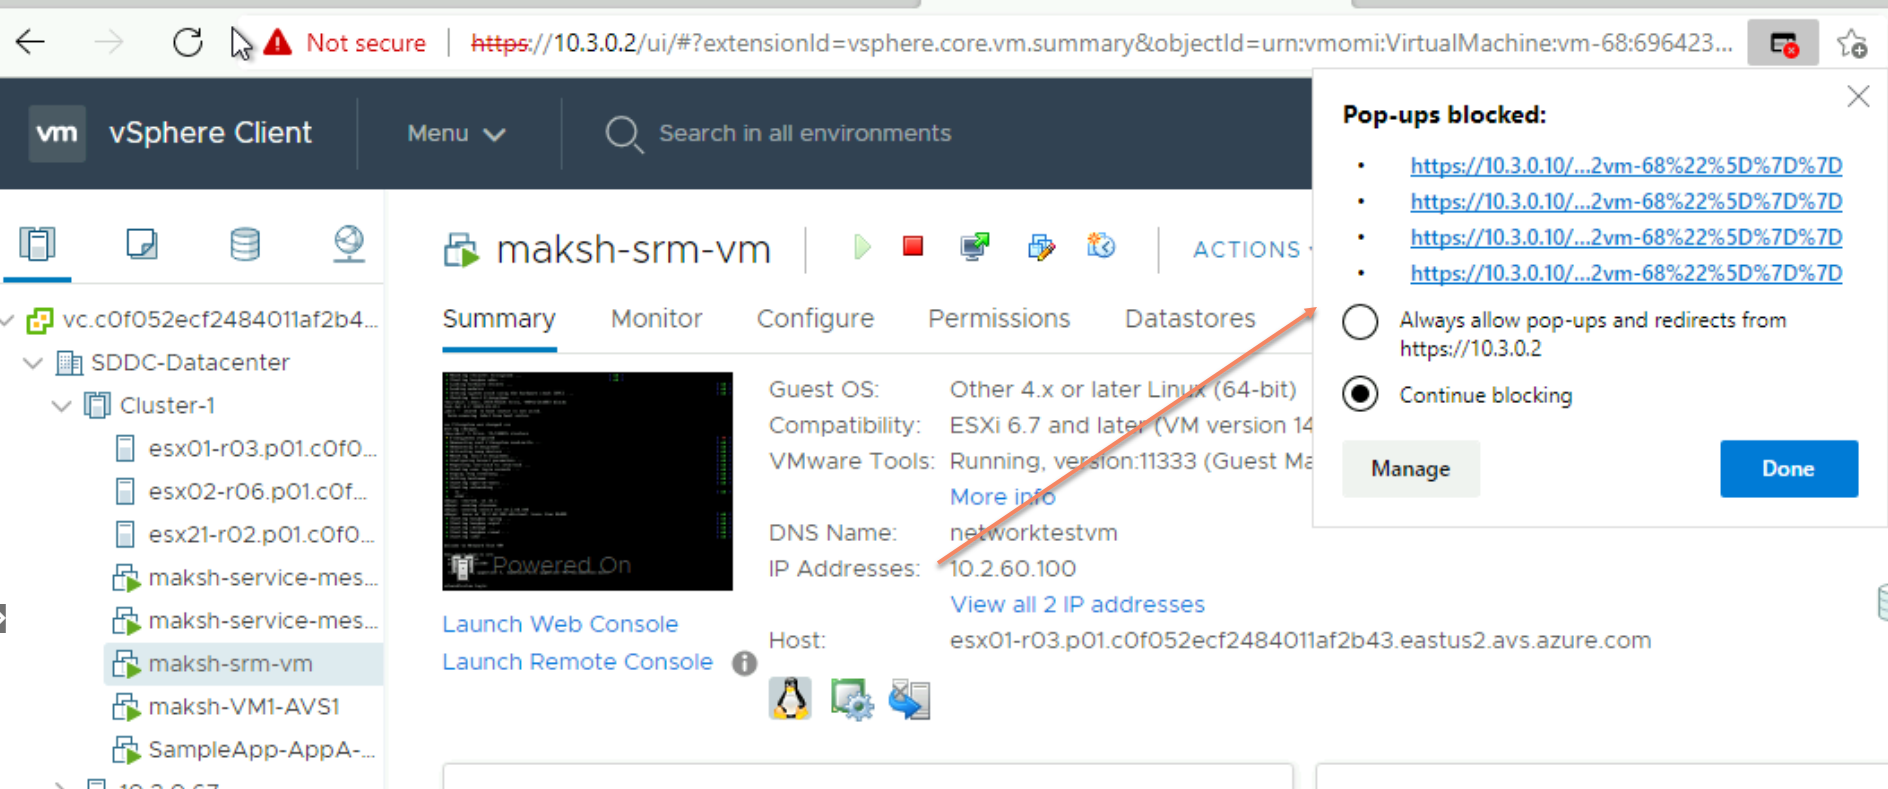 Not secure | https://10.3.0.2/ui/#?extensionId=vsphere.core.vm.summary&objectId=urn:vmomi:VirtualMachine:vm-68:696423...
vm vSphere Client Menu Search in all environments
Pop-ups blocked:
• https://10.3.0.10/...2vm-68%22%5D%7D%7D
• https://10.3.0.10/...2vm-68%22%5D%7D%7D
• https://10.3.0.10/...2vm-68%22%5D%7D%7D
• https://10.3.0.10/...2vm-68%22%5D%7D%7D
Always allow pop-ups and redirects from
https://10.3.0.2
Continue blocking
Manage Done
vc.c0f052ecf2484011af2b4...
SDDC-Datacenter
Cluster-1
esx01-r03.p01.c0f0...
esx02-r06.p01.c0f...
esx21-r02.p01.c0f0...
maksh-service-mes...
maksh-service-mes...
maksh-srm-vm
maksh-VM1-AVS1
SampleApp-AppA-...
maksh-srm-vm ACTIONS
Summary Monitor Configure Permissions Datastores
Powered On
Launch Web Console
Launch Remote Console
Guest OS: Other 4.x or later Linux (64-bit)
Compatibility: ESXi 6.7 and later (VM version 14
VMware Tools: Running, version:11333 (Guest Ma
More info
DNS Name: networktestvm
IP Addresses: 10.2.60.100
View all 2 IP addresses
Host: esx01-r03.p01.c0f052ecf2484011af2b43.eastus2.avs.azure.com